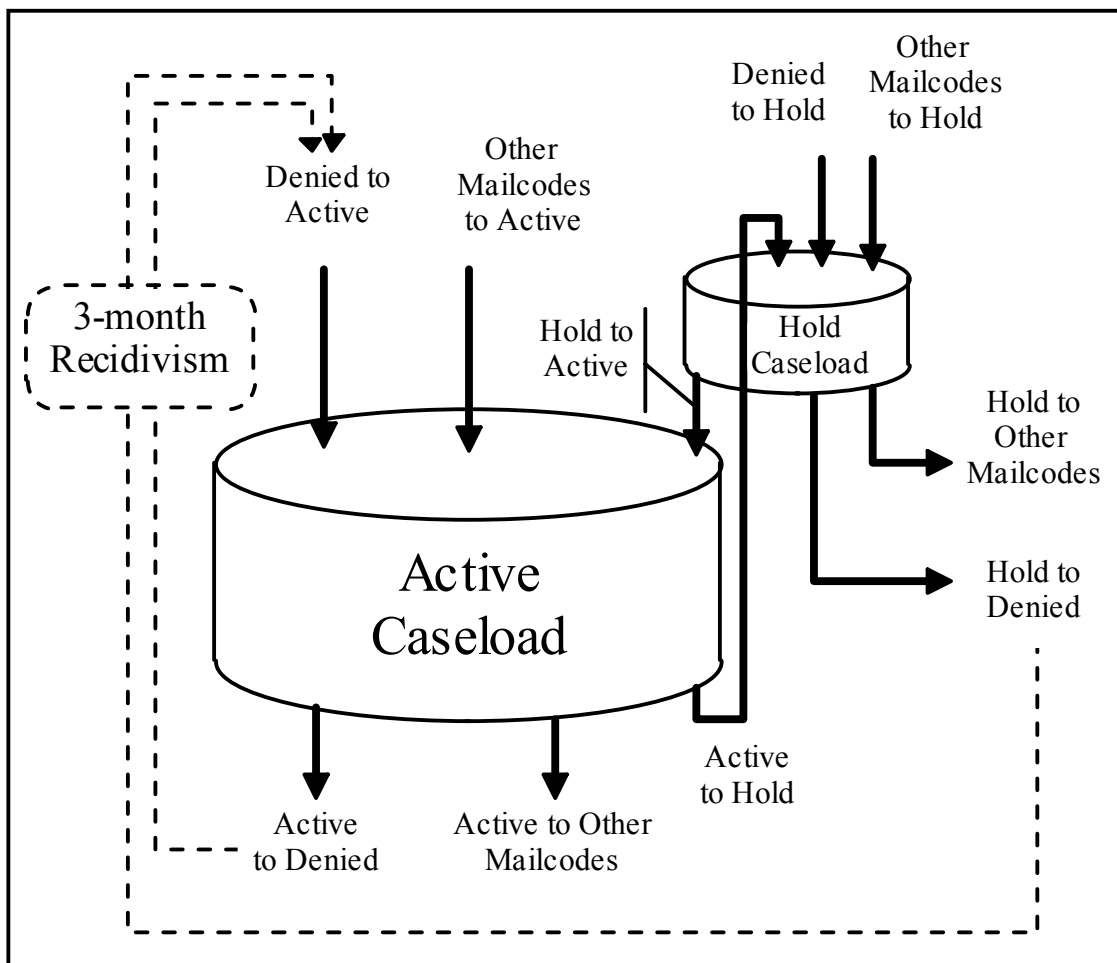 Denied
to Hold
Other
Mailcodes
to Hold
Denied to
Active
Other
Mailcodes
to Active
3-month
Recidivism
Hold to
Active
Hold
Caseload
Hold to
Other
Mailcodes
Active
Caseload
Hold to
Denied
Active
to Hold
Active
to Denied
Active to Other
Mailcodes